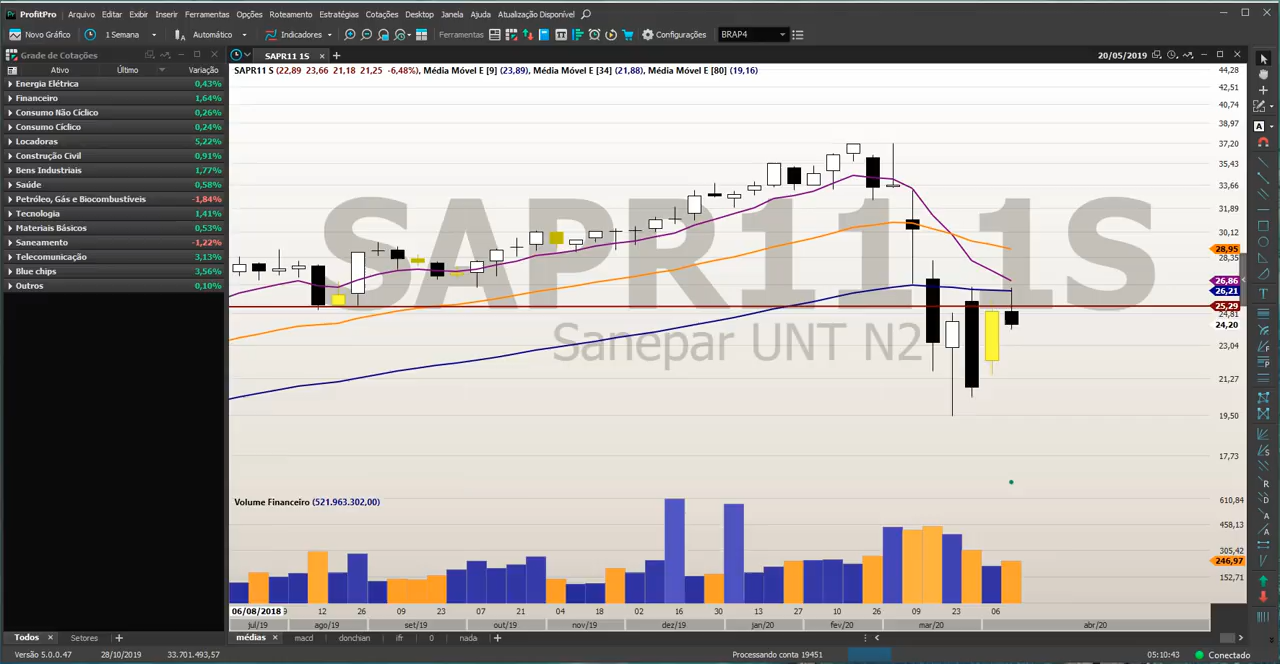 ProfitPro Arquivo Editar Exibir Inserir Ferramentas Opções Roteamento Estratégias Cotações Desktop Janela Ajuda Atualização Disponível
Novo Gráfico 1 Semana Automático Indicadores Ferramentas Configurações BRAP4
Grade de Cotações
SAPR11 1S
20/05/2019
Ativo Último Variação
Energia Elétrica 0,43%
Financeiro 1,64%
Consumo Não Cíclico 0,26%
Consumo Cíclico 0,24%
Locadoras 5,22%
Construção Civil 0,91%
Bens Industriais 1,77%
Saúde 0,58%
Petróleo, Gás e Biocombustíveis -1,84%
Tecnologia 1,41%
Materiais Básicos 0,53%
Saneamento -1,22%
Telecomunicação 3,13%
Blue chips 3,56%
Outros 0,10%
SAPR11 S (22,89 23,66 21,18 21,25 -6,48%), Média Móvel E [9] (23,89), Média Móvel E [34] (21,88), Média Móvel E [80] (19,16)
SAPR11 1S
Sanepar UNT N2
44,28
42,51
40,74
38,97
37,20
35,43
33,66
31,89
30,12
28,95
28,35
26,86
26,21
25,29
24,81
24,20
23,04
21,27
19,50
17,73
Volume Financeiro (521.963.302,00)
610,84
458,13
305,42
246,97
152,71
06/08/2018 12 26 09 23 07 21 04 18 02 16 30 13 27 10 26 09 23 06
jul/19 ago/19 set/19 out/19 nov/19 dez/19 jan/20 fev/20 mar/20 abr/20
Todos Setores
médias macd donchian ifr 0 nada
Versão 5.0.0.47 28/10/2019 33.701.493,57 Processando conta 19451 05:10:43 Conectado